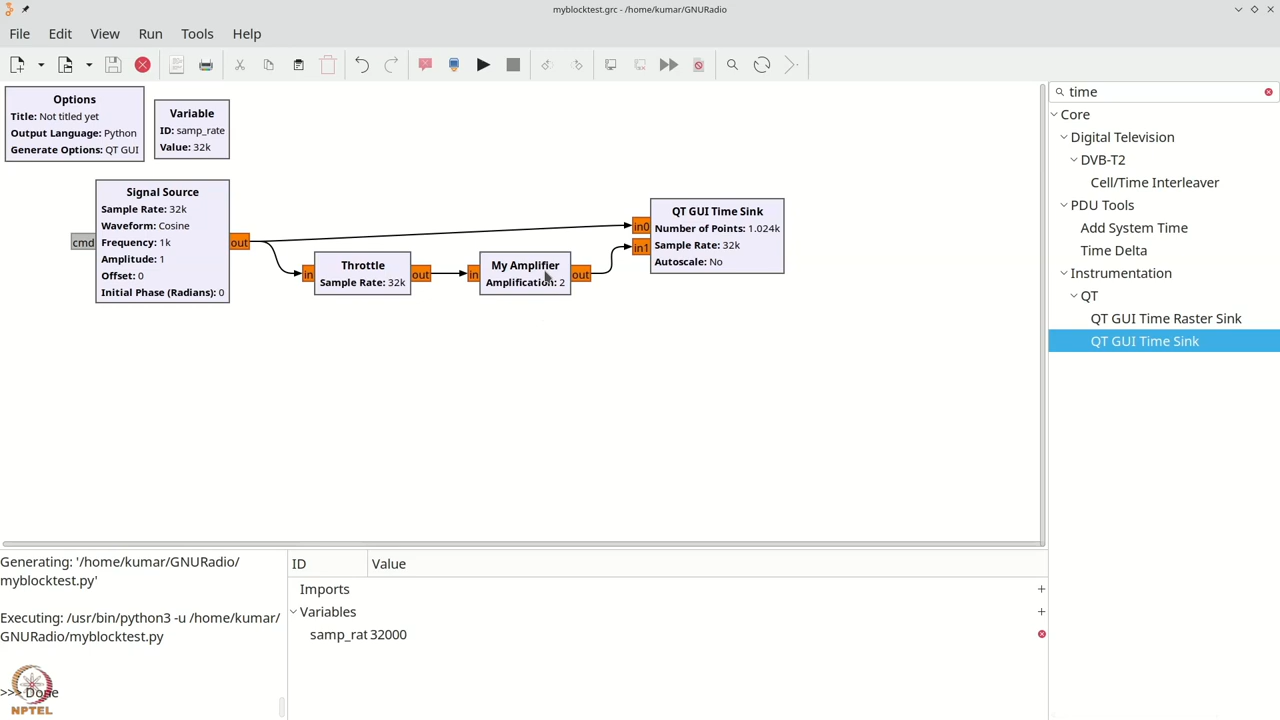 myblocktest.grc - /home/kumar/GNURadio
File Edit View Run Tools Help
time
Options
Title: Not titled yet
Output Language: Python
Generate Options: QT GUI
Variable
ID: samp_rate
Value: 32k
Signal Source
Sample Rate: 32k
Waveform: Cosine
Frequency: 1k
Amplitude: 1
Offset: 0
Initial Phase (Radians): 0
cmd
out
in
Throttle
Sample Rate: 32k
out
in
My Amplifier
Amplification: 2
out
in0
in1
QT GUI Time Sink
Number of Points: 1.024k
Sample Rate: 32k
Autoscale: No
Core
Digital Television
DVB-T2
Cell/Time Interleaver
PDU Tools
Add System Time
Time Delta
Instrumentation
QT
QT GUI Time Raster Sink
QT GUI Time Sink
Generating: '/home/kumar/GNURadio/
myblocktest.py'
Executing: /usr/bin/python3 -u /home/kumar/
GNURadio/myblocktest.py
>>> Done
NPTEL
ID Value
Imports
Variables
samp_rat 32000